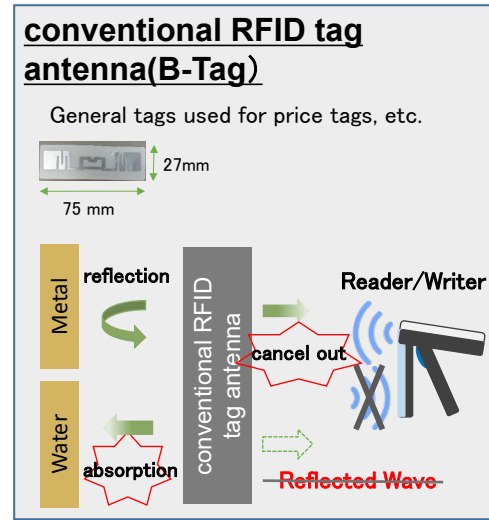 conventional RFID tag
antenna(B-Tag）
General tags used for price tags, etc.
27mm
75 mm
Metal
reflection
conventional RFID
tag antenna
Reader/Writer
cancel out
Water
absorption
Reflected Wave